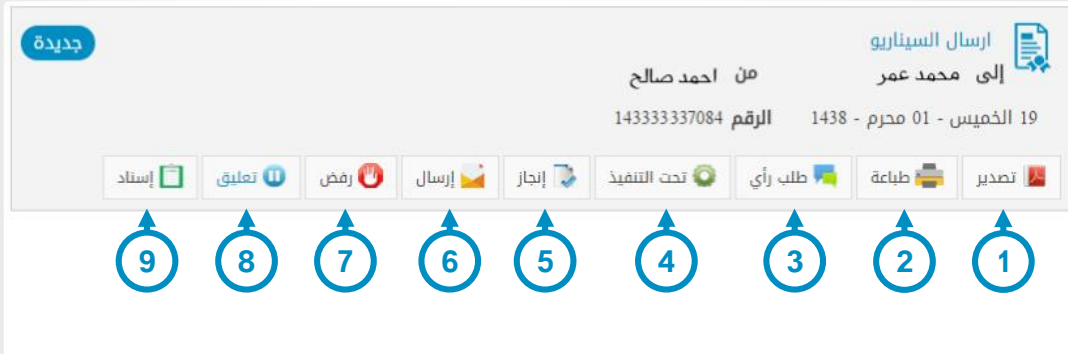 ارسال السيناريو
جديدة
إلى محمد عمر من احمد صالح
19 الخميس - 01 محرم - 1438 الرقم 143333337084
تصدير طباعة طلب رأي تحت التنفيذ إنجاز إرسال رفض تعليق إسناد
1 2 3 4 5 6 7 8 9